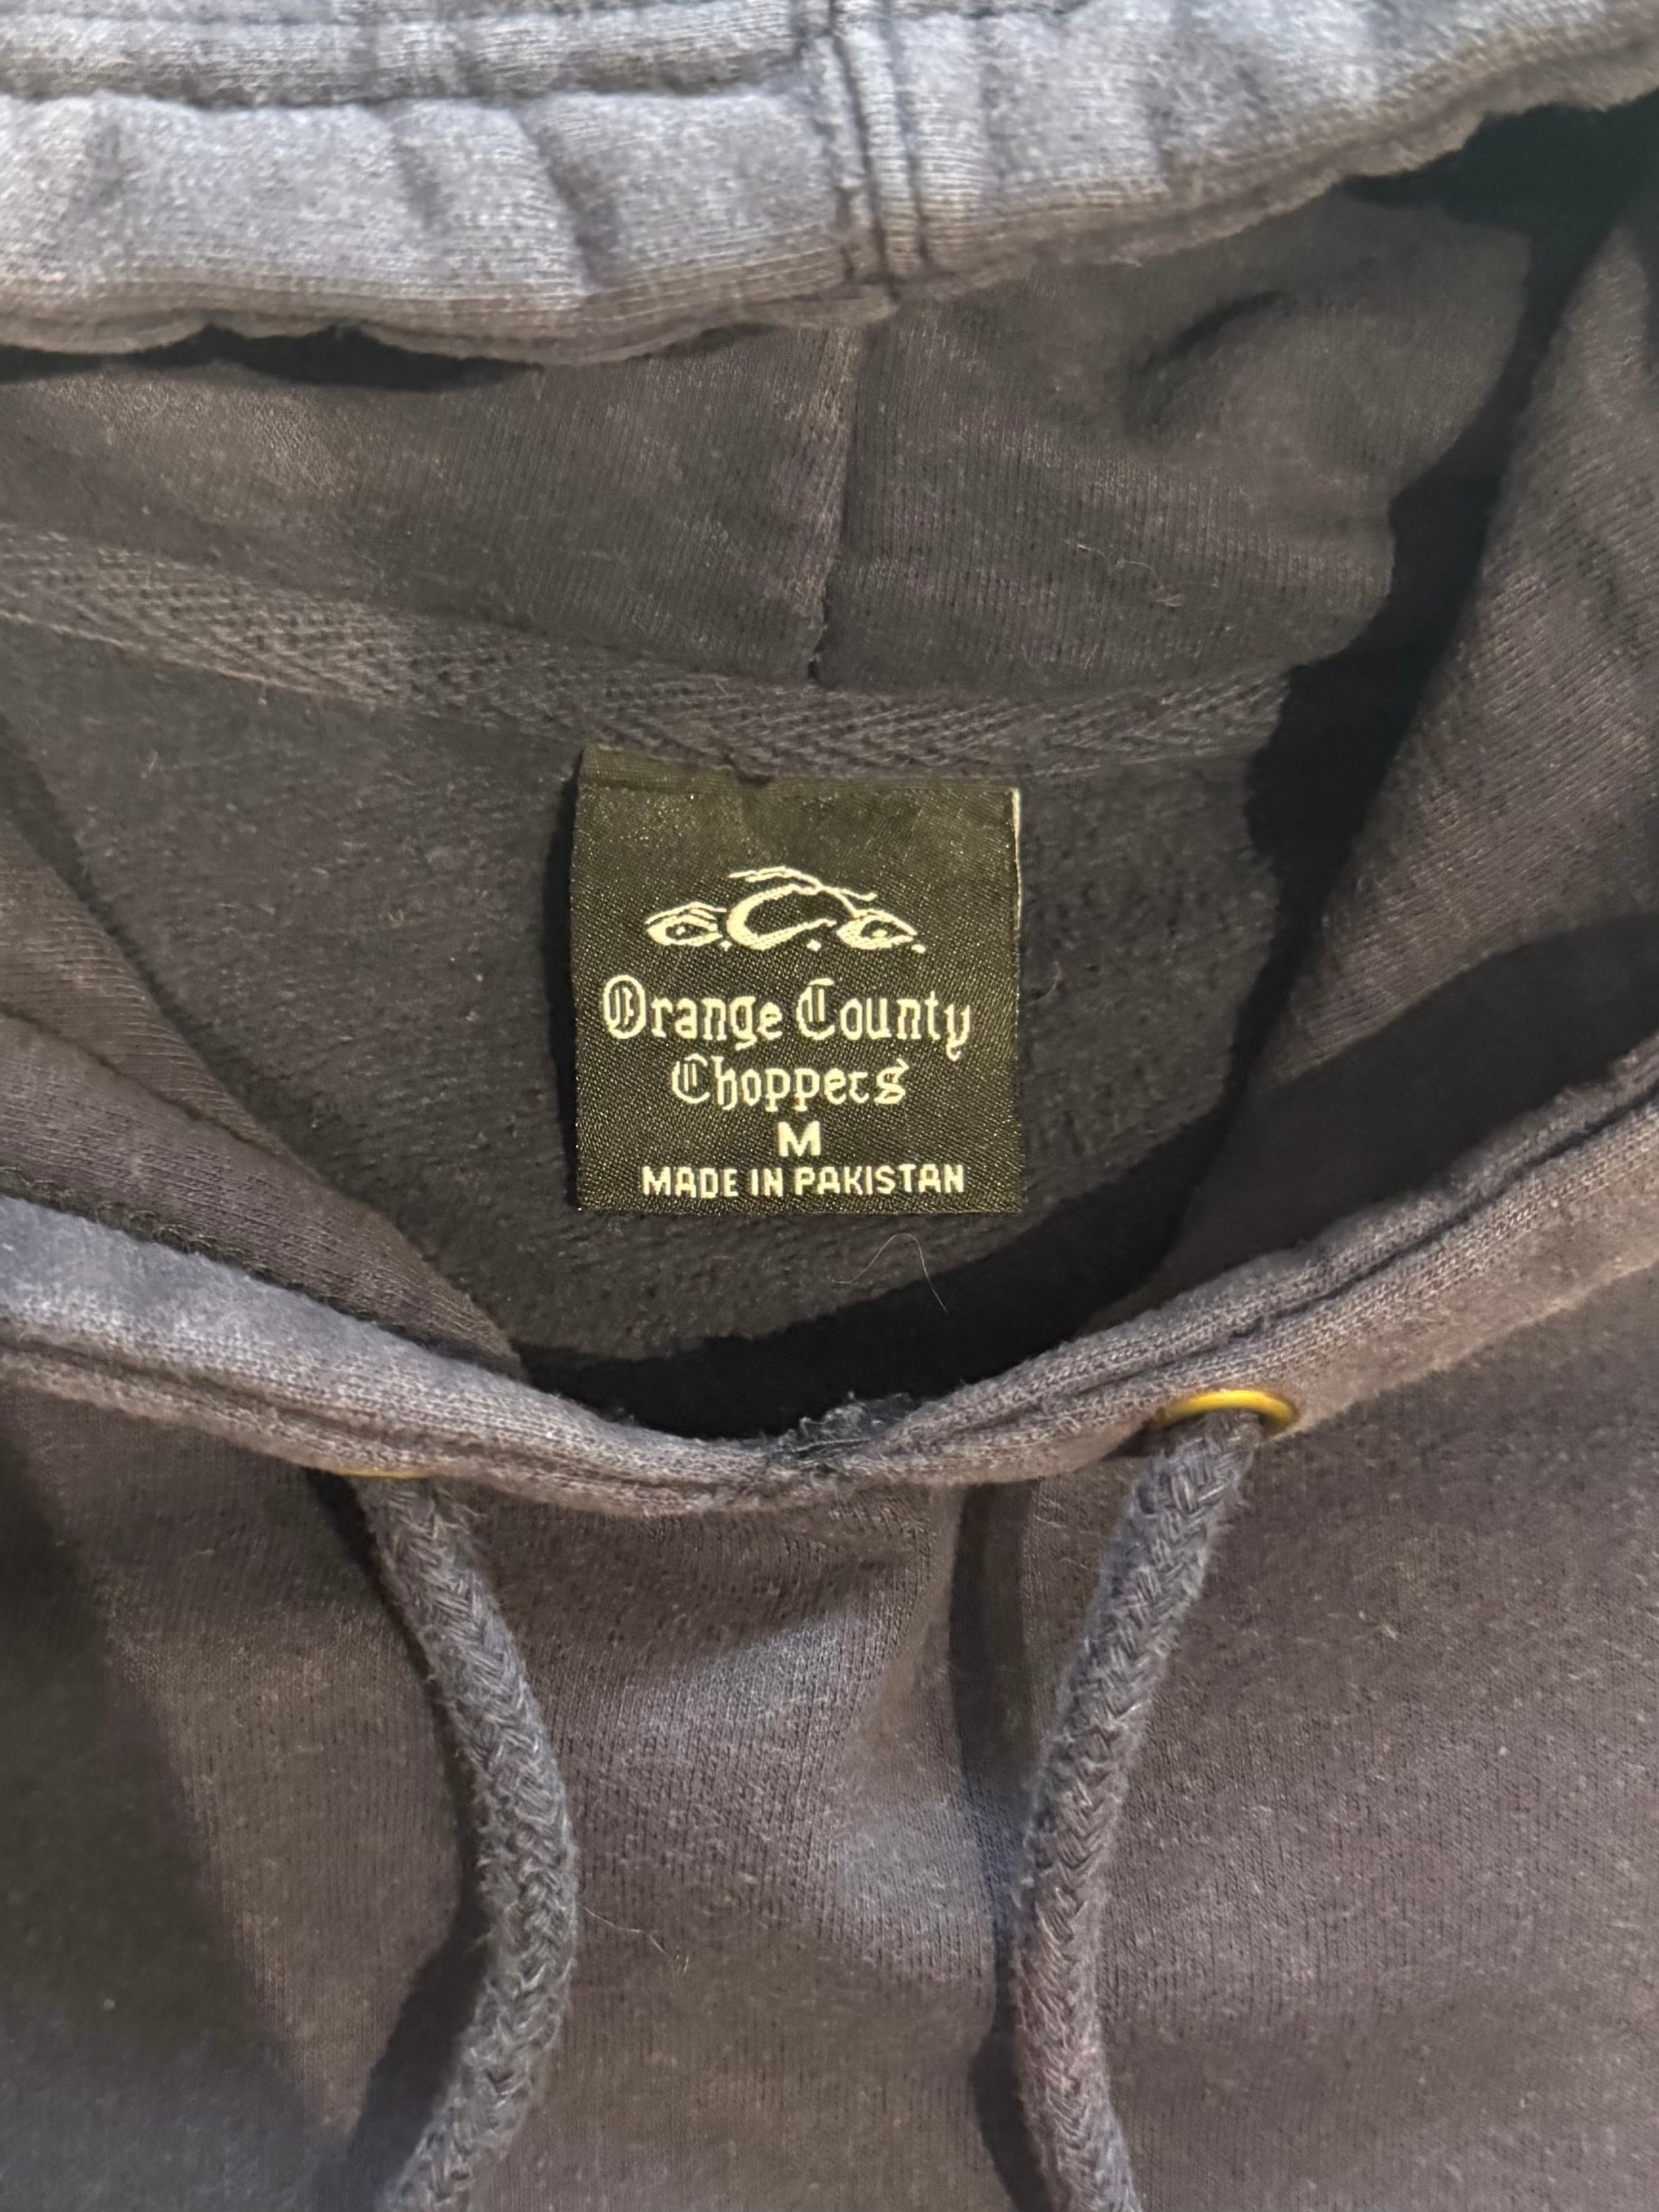 O.C.C.
Orange County
Choppers
M
MADE IN PAKISTAN